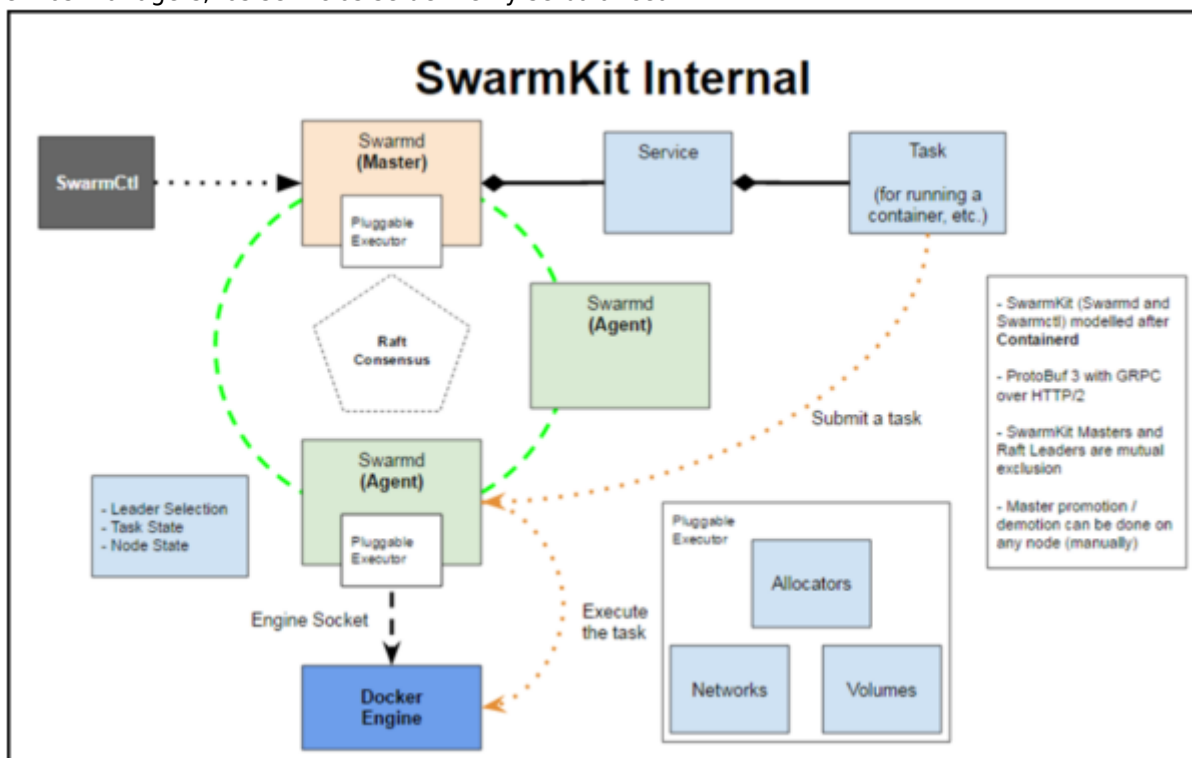 SwarmKit Internal
SwarmCtl
Swarmd
(Master)
Pluggable
Executor
Service
Task
(for running a
container, etc.)
Raft
Consensus
Swarmd
(Agent)
- SwarmKit (Swarmd and
Swarmctl) modelled after
Containerd
- ProtoBuf 3 with GRPC
over HTTP/2
- SwarmKit Masters and
Raft Leaders are mutual
exclusion
- Master promotion /
demotion can be done on
any node (manually)
Submit a task
Swarmd
(Agent)
Pluggable
Executor
- Leader Selection
- Task State
- Node State
Engine Socket
Execute
the task
Docker
Engine
Pluggable
Executor
Allocators
Networks
Volumes